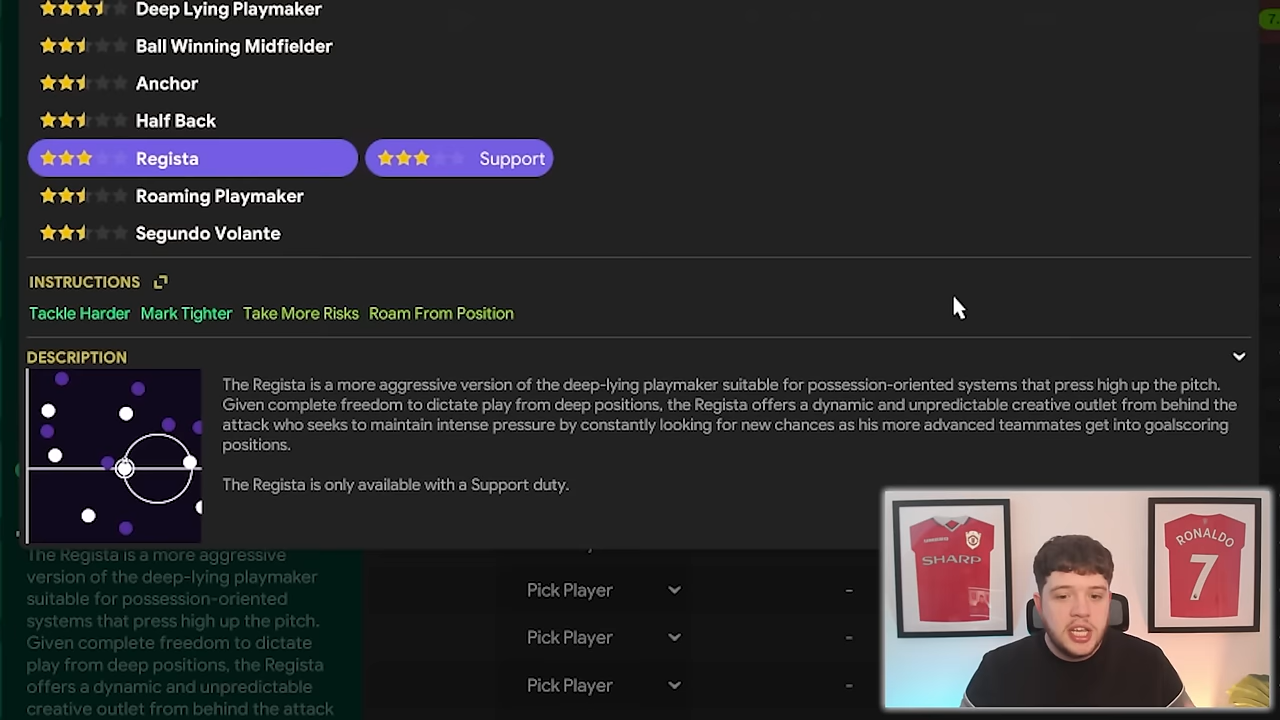 Deep Lying Playmaker
Ball Winning Midfielder
Anchor
Half Back
Regista Support
Roaming Playmaker
Segundo Volante
INSTRUCTIONS
Tackle Harder Mark Tighter Take More Risks Roam From Position
DESCRIPTION
The Regista is a more aggressive version of the deep-lying playmaker suitable for possession-oriented systems that press high up the pitch.
Given complete freedom to dictate play from deep positions, the Regista offers a dynamic and unpredictable creative outlet from behind the
attack who seeks to maintain intense pressure by constantly looking for new chances as his more advanced teammates get into goalscoring
positions.
The Regista is only available with a Support duty.
The Regista is a more aggressive
version of the deep-lying playmaker
suitable for possession-oriented
systems that press high up the pitch.
Given complete freedom to dictate
play from deep positions, the Regista
offers a dynamic and unpredictable
creative outlet from behind the attack
Pick Player -
Pick Player -
Pick Player -
SHARP
RONALDO
7